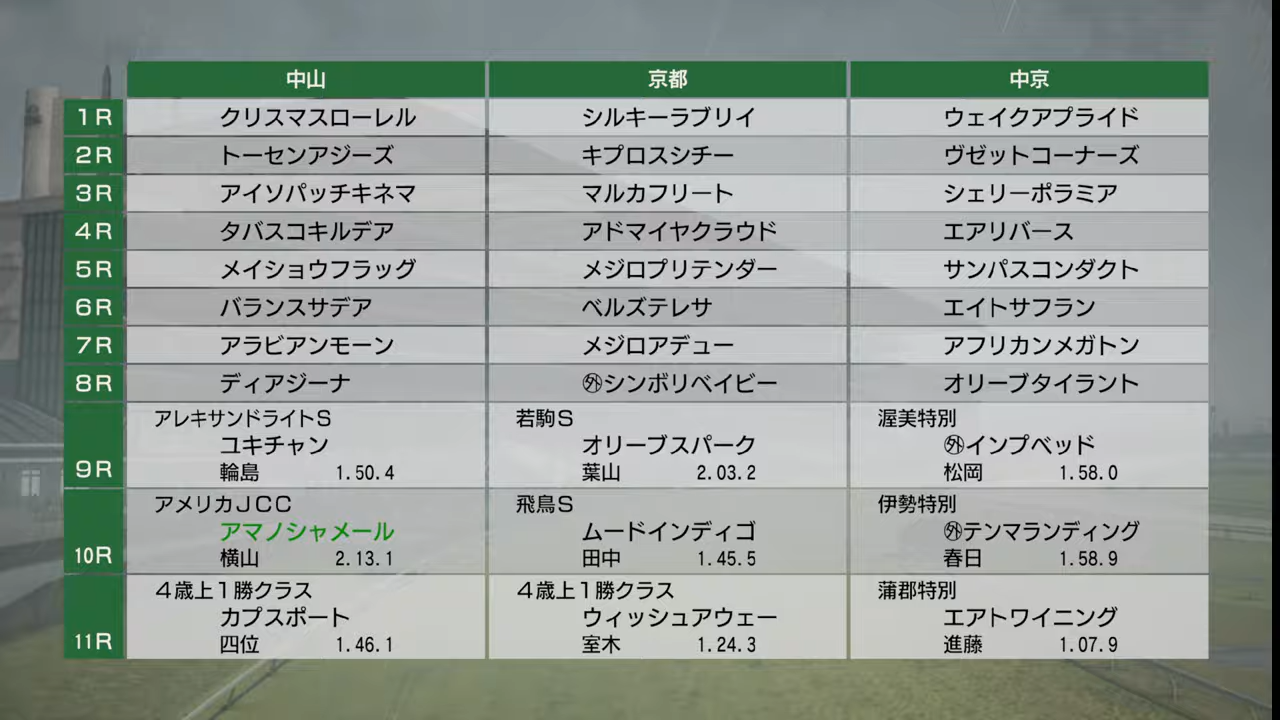 中山 京都 中京
1R クリスマスローレル シルキーラブリイ ウェイクアプライド
2R トーセンアジーズ キプロスシチー ヴゼットコーナーズ
3R アイソパッチキネマ マルカフリート シェリーポラミア
4R タバスコキルデア アドマイヤクラウド エアリバース
5R メイショウフラッグ メジロプリテンダー サンパスコンダクト
6R バランスサデア ベルズテレサ エイトサフラン
7R アラビアンモーン メジロアデュー アフリカンメガトン
8R ディアジーナ ㊕シンボリベイビー オリーブタイラント
アレキサンドライトS 若駒S 渥美特別
ユキチャン オリーブスパーク 外インプベッド
9R 輪島 1.50.4 葉山 2.03.2 松岡 1.58.0
アメリカJCC 飛鳥S 伊勢特別
アマノシャメール ムードインディゴ 外テンマランディング
10R 横山 2.13.1 田中 1.45.5 春日 1.58.9
4歳上1勝クラス 4歳上1勝クラス 蒲郡特別
カプスポート ウィッシュアウェー エアトワイニング
11R 四位 1.46.1 室木 1.24.3 進藤 1.07.9